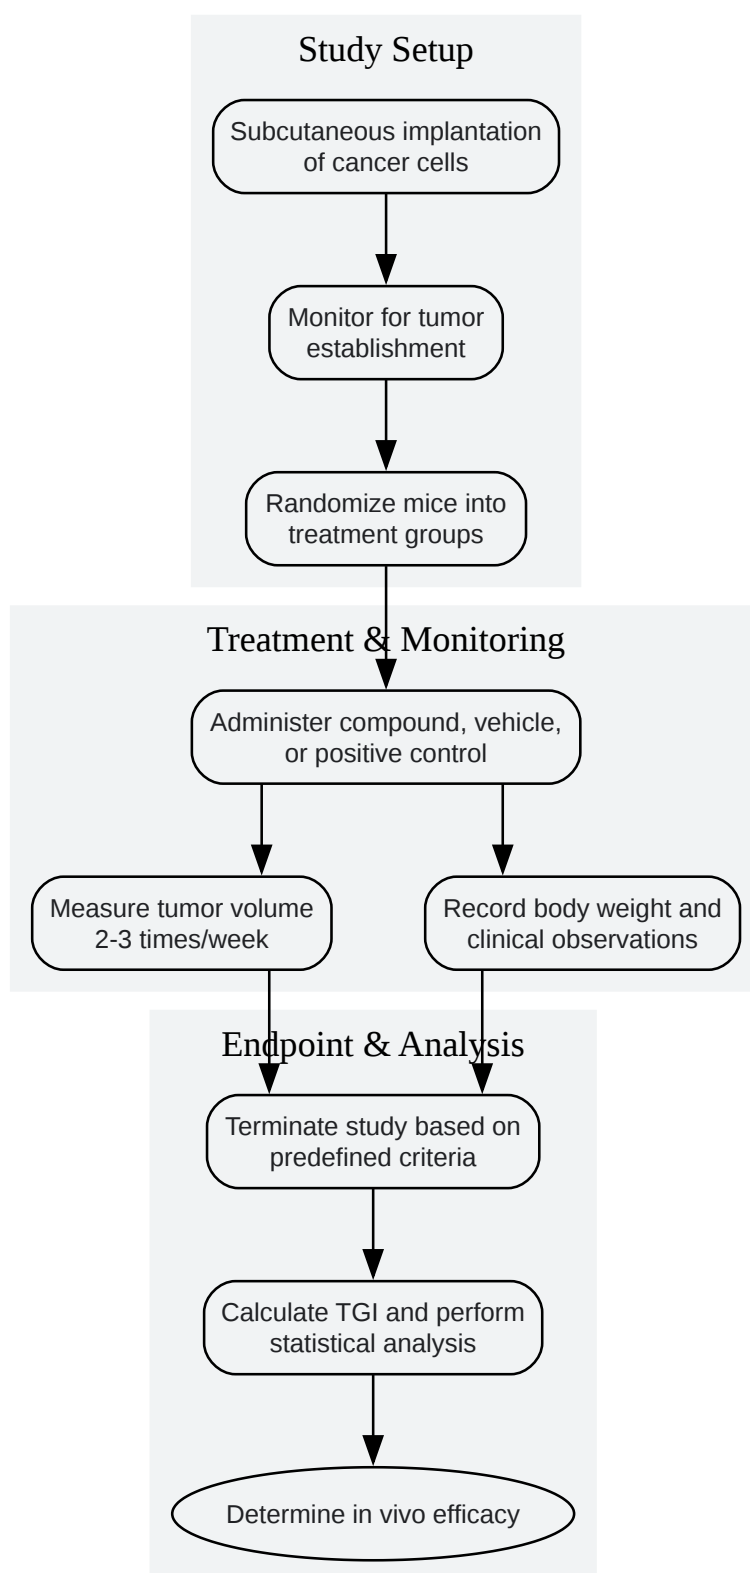 Study Setup
Subcutaneous implantation
of cancer cells
Monitor for tumor
establishment
Randomize mice into
treatment groups
Treatment & Monitoring
Administer compound, vehicle,
or positive control
Measure tumor volume
2-3 times/week
Record body weight and
clinical observations
Endpoint & Analysis
Terminate study based on
predefined criteria
Calculate TGI and perform
statistical analysis
Determine in vivo efficacy